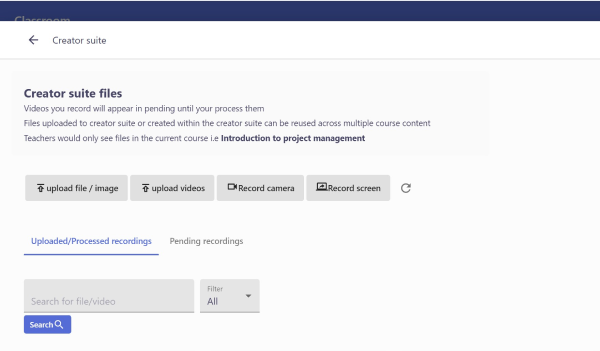 Classroom
Creator suite
Creator suite files
Videos you record will appear in pending until your process them
Files uploaded to creator suite or created within the creator suite can be reused across multiple course content
Teachers would only see files in the current course i.e Introduction to project management
upload file / image upload videos Record camera Record screen
Uploaded/Processed recordings Pending recordings
Filter
Search for file/video All
Search